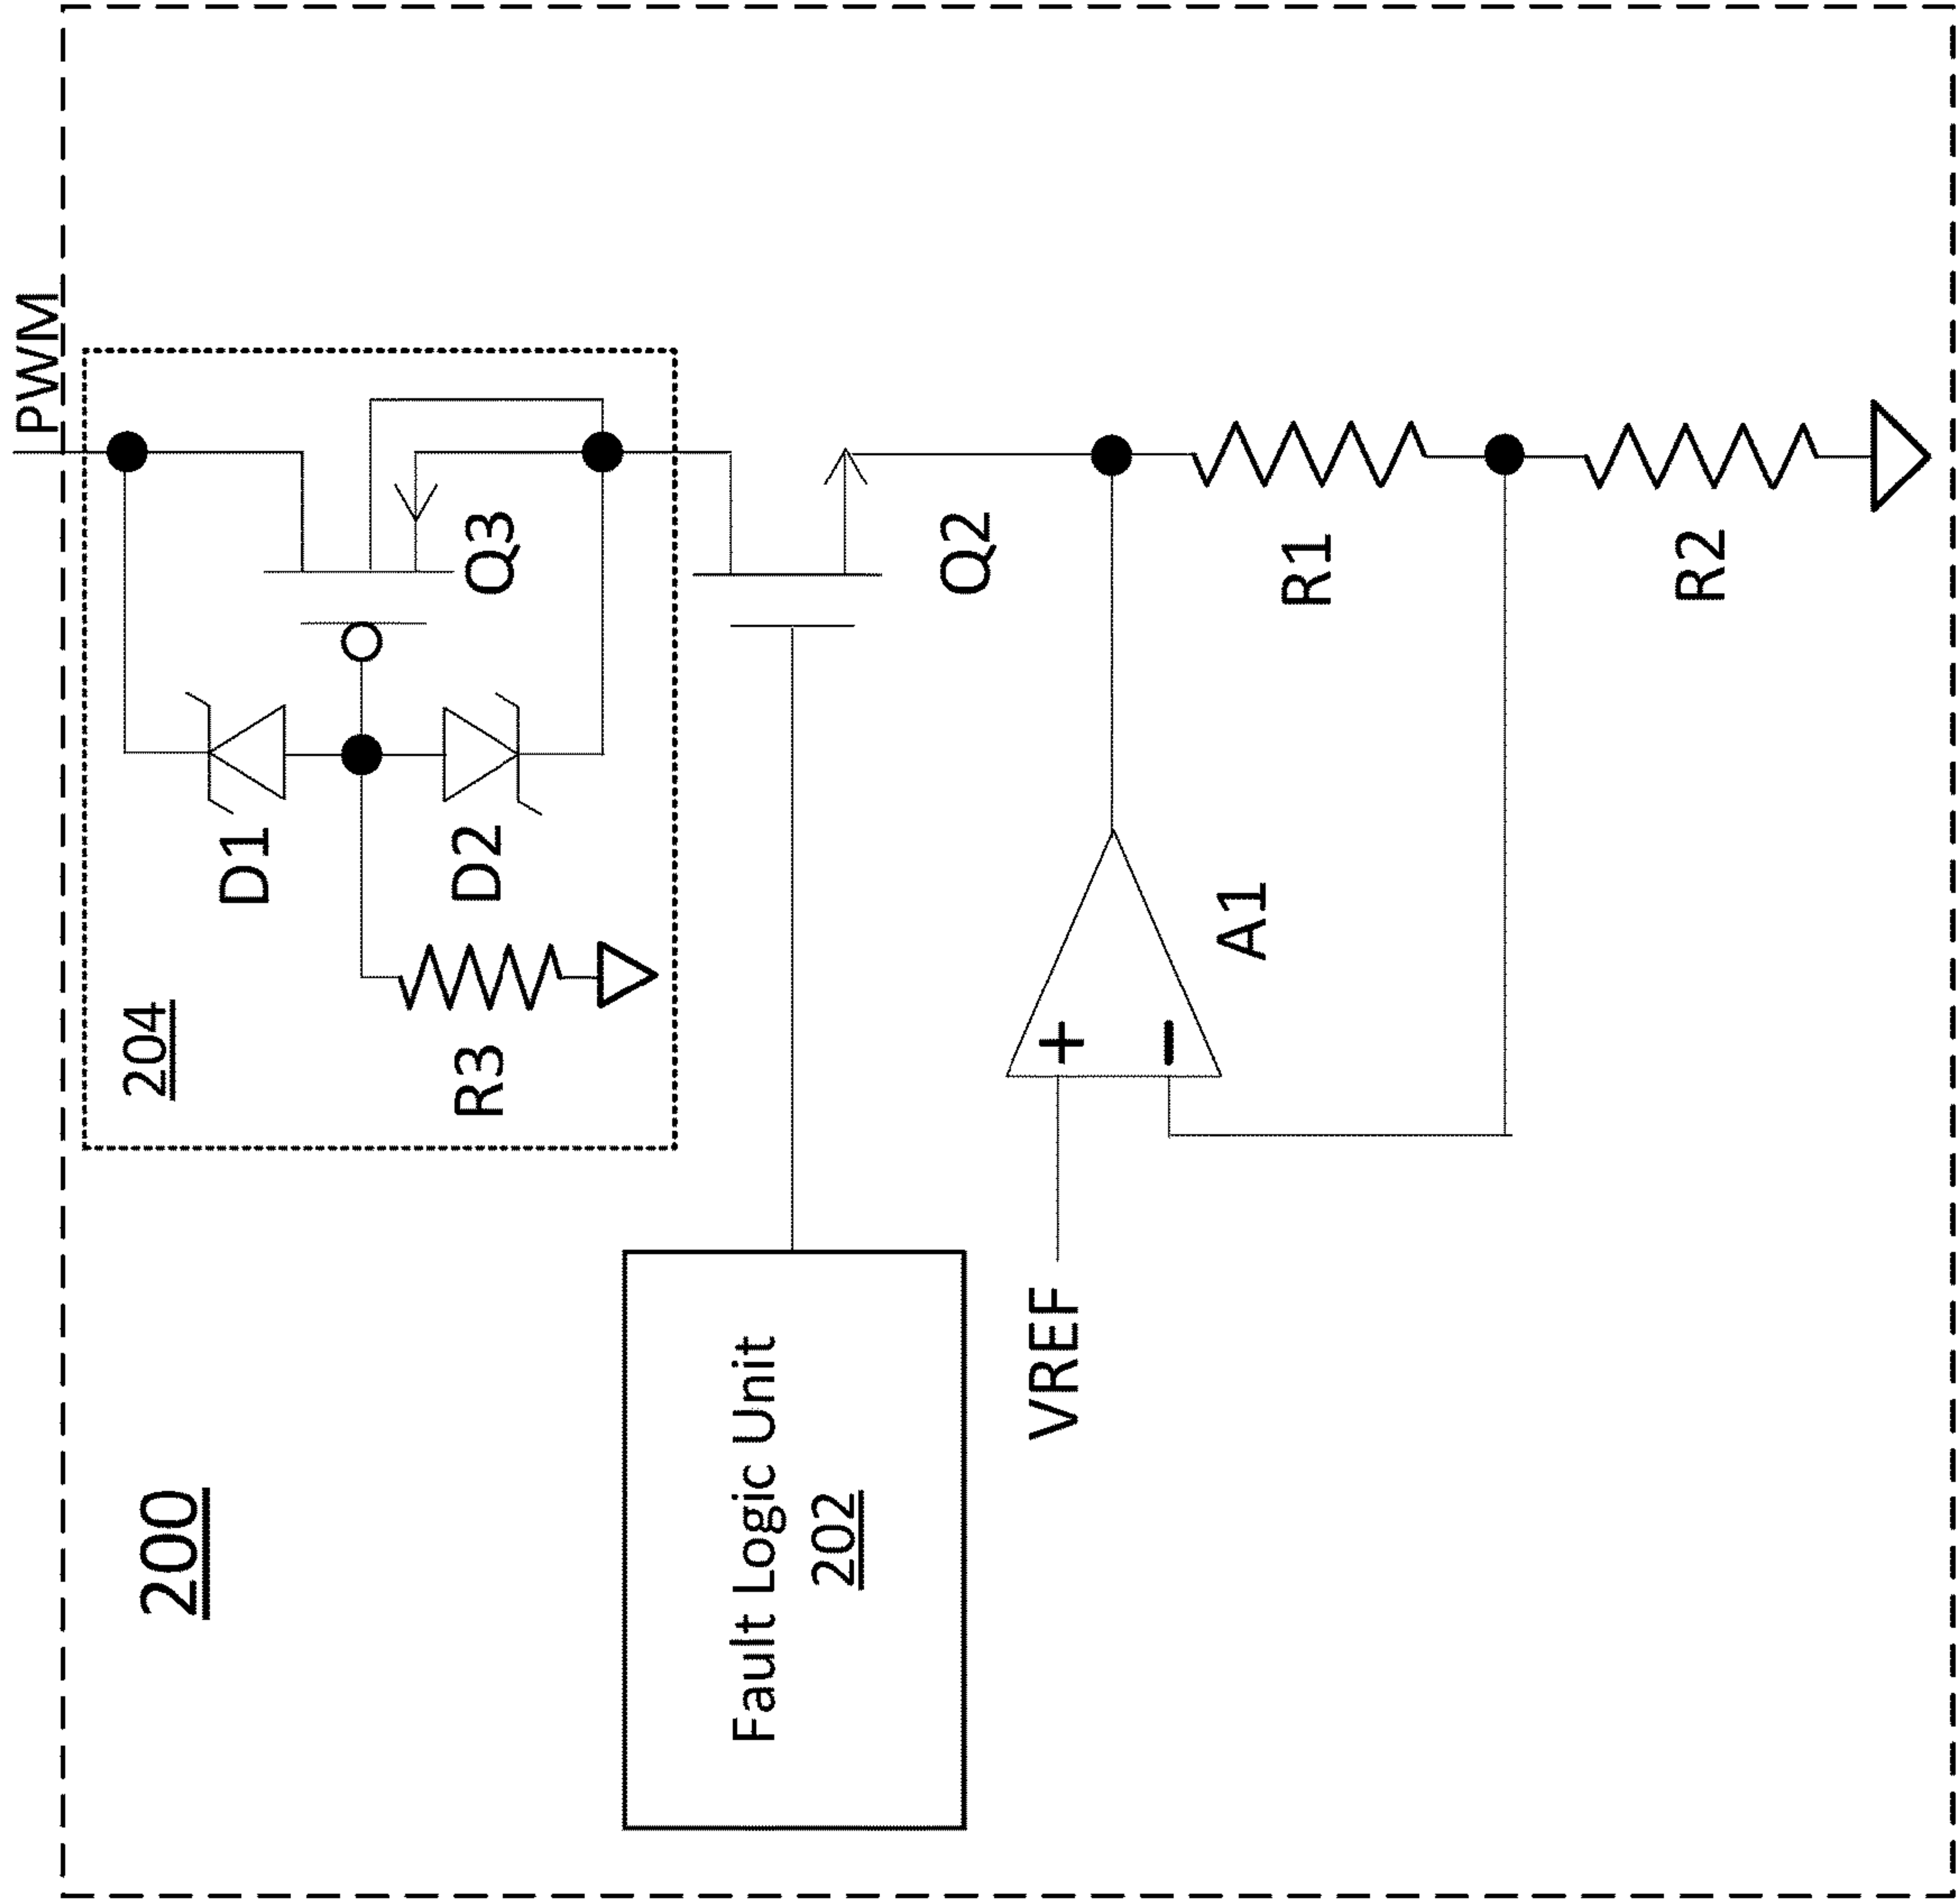 PWM
200
204
D1
D2
R3
Q3
Fault Logic Unit
202
Q2
VREF
+
−
A1
R1
R2